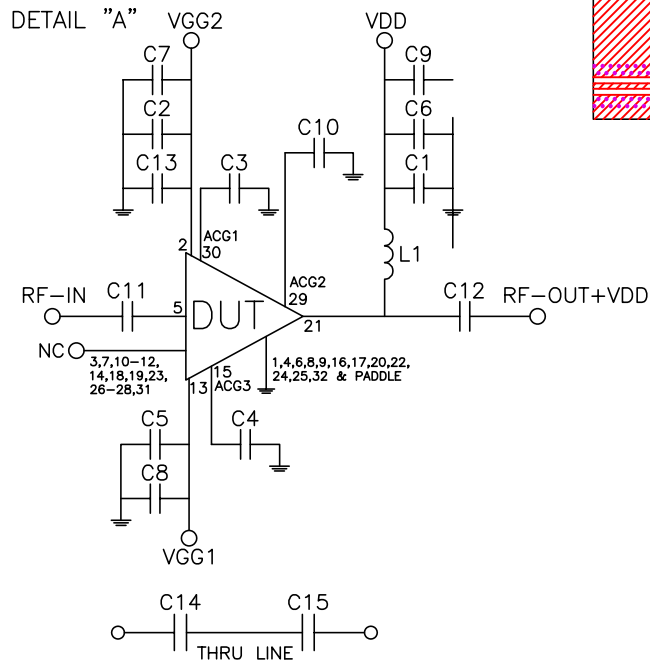 DETAIL "A"
VGG2
VDD
C7
C9
C2
C6
C10
C13
C3
C1
ACG1
2
30
L1
ACG2
RF-IN
C11
29
C12
RF-OUT+VDD
5
DUT
21
NC
3,7,10-12,
14,18,19,23,
26-28,31
15
13
ACG3
1,4,6,8,9,16,17,20,22,
24,25,32 & PADDLE
C5
C4
C8
VGG1
C14
C15
THRU LINE